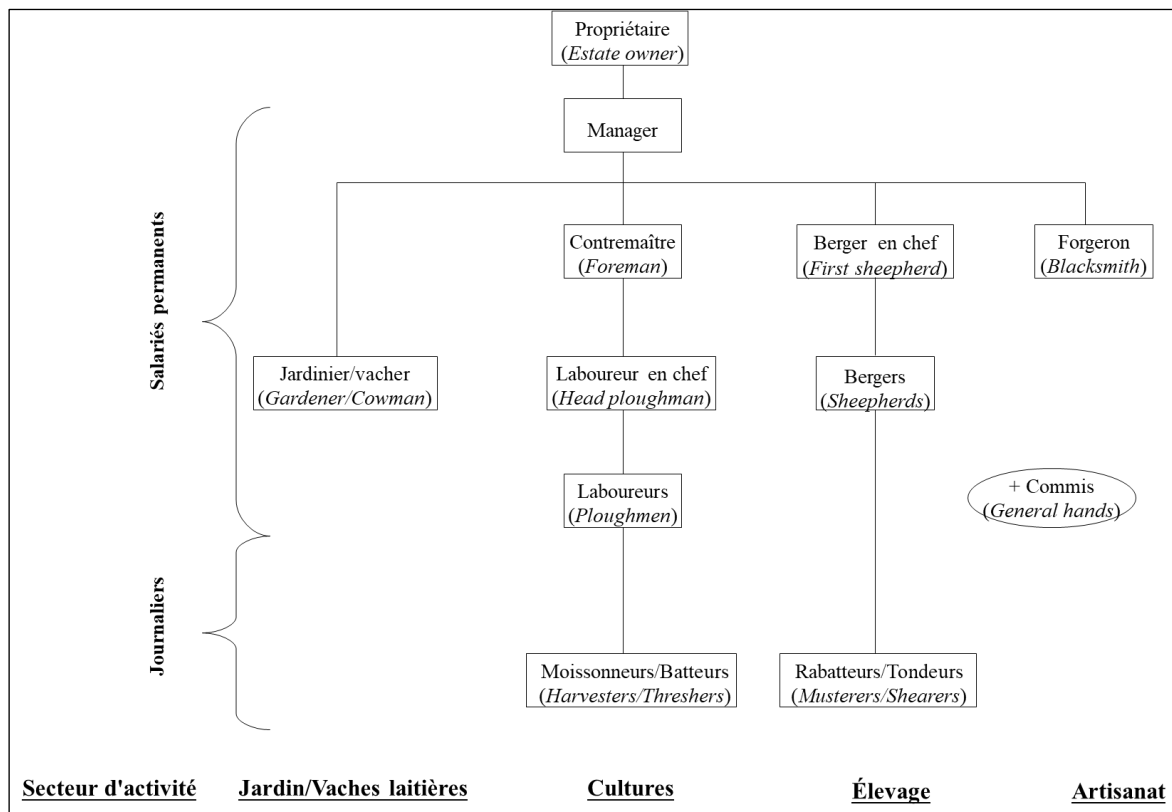 Propriétaire
(Estate owner)
Manager
Salariés permanents
Contremaître
(Foreman)
Berger en chef
(First sheepherd)
Forgeron
(Blacksmith)
Jardinier/vacher
(Gardener/Cowman)
Laboureur en chef
(Head ploughman)
Bergers
(Sheepherds)
Laboureurs
(Ploughmen)
+ Commis
(General hands)
Journaliers
Moissonneurs/Batteurs
(Harvesters/Threshers)
Rabatteurs/Tondeurs
(Musterers/Shearers)
Secteur d'activité Jardin/Vaches laitières Cultures Élevage Artisanat